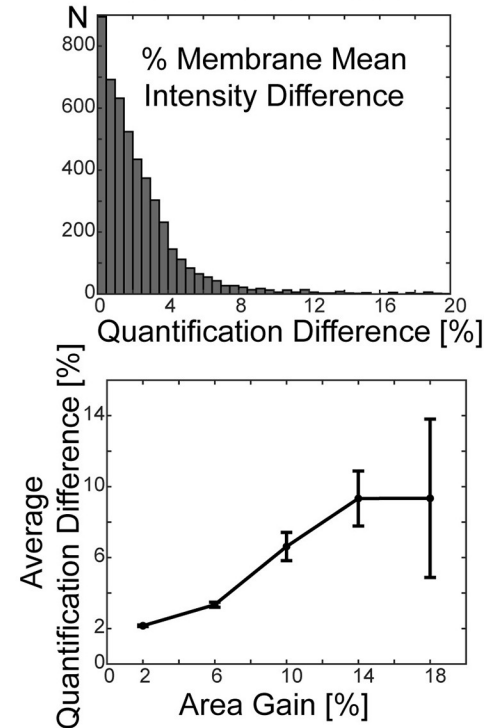 N
% Membrane Mean
Intensity Difference
800
600
400
200
0
0 4 8 12 16 20
Quantification Difference [%]
Average
Quantification Difference [%]
14
10
6
2
0
0 2 6 10 14 18
Area Gain [%]